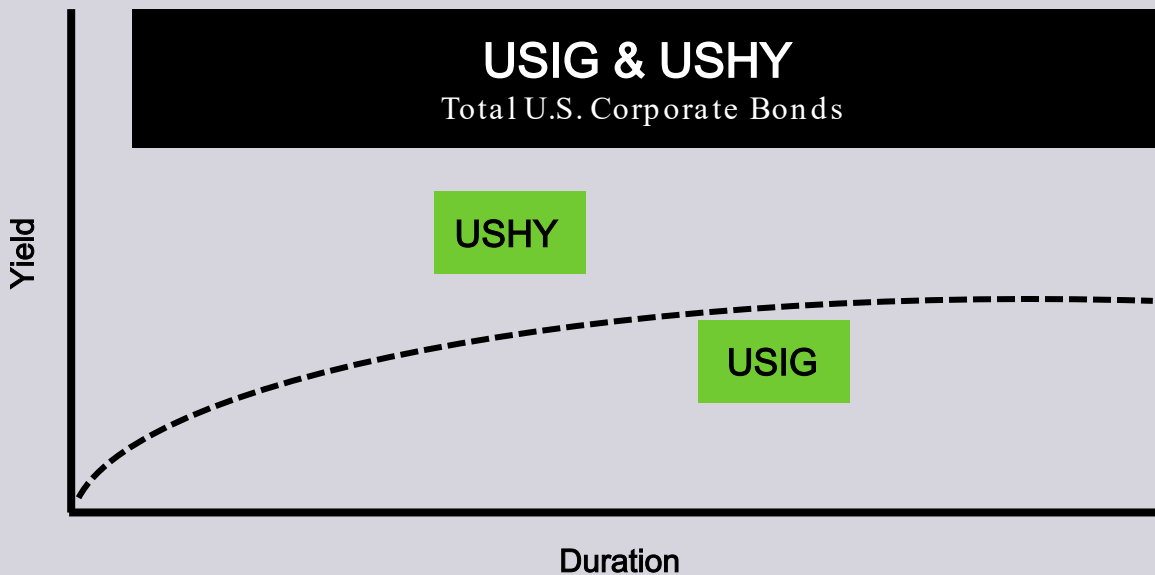 USIG & USHY
Total U.S. Corporate Bonds
USHY
Yield
USIG
Duration